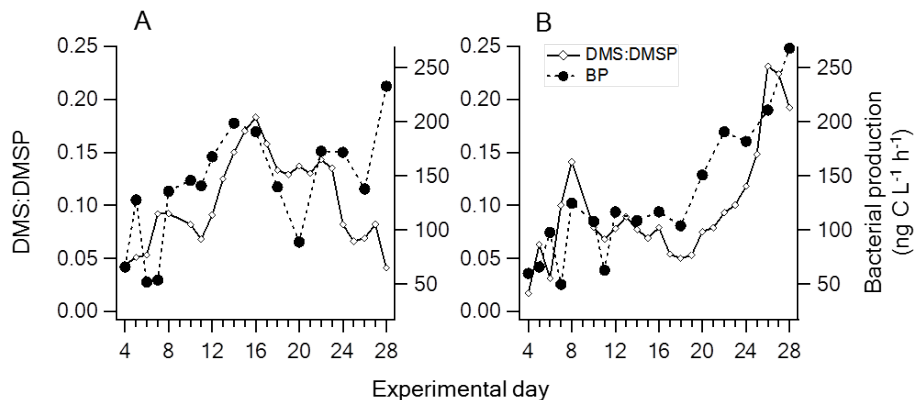 A
B
0.25
0.20
0.15
0.10
0.05
0.00
DMS:DMSP
250
200
150
100
50
4 8 12 16 20 24 28
0.25
0.20
0.15
0.10
0.05
0.00
DMS:DMSP
BP
250
200
150
100
50
Bacterial production
(ng C L-1 h-1)
4 8 12 16 20 24 28
Experimental day